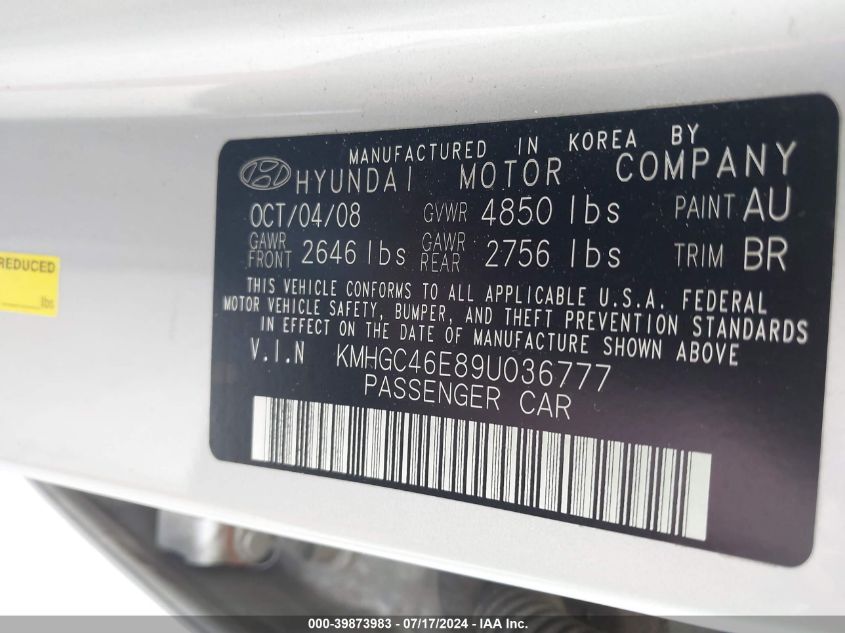 MANUFACTURED IN KOREA BY
HYUNDAI MOTOR COMPANY
OCT/04/08 GVWR 4850 lbs PAINT AU
GAWR FRONT 2646 lbs GAWR REAR 2756 lbs TRIM BR
THIS VEHICLE CONFORMS TO ALL APPLICABLE U.S.A. FEDERAL
MOTOR VEHICLE SAFETY, BUMPER, AND THEFT PREVENTION STANDARDS
IN EFFECT ON THE DATE OF MANUFACTURE SHOWN ABOVE
V.I.N KMHGC46E89U036777
PASSENGER CAR
REDUCED
lbs
000-39873983 - 07/17/2024 - IAA Inc.